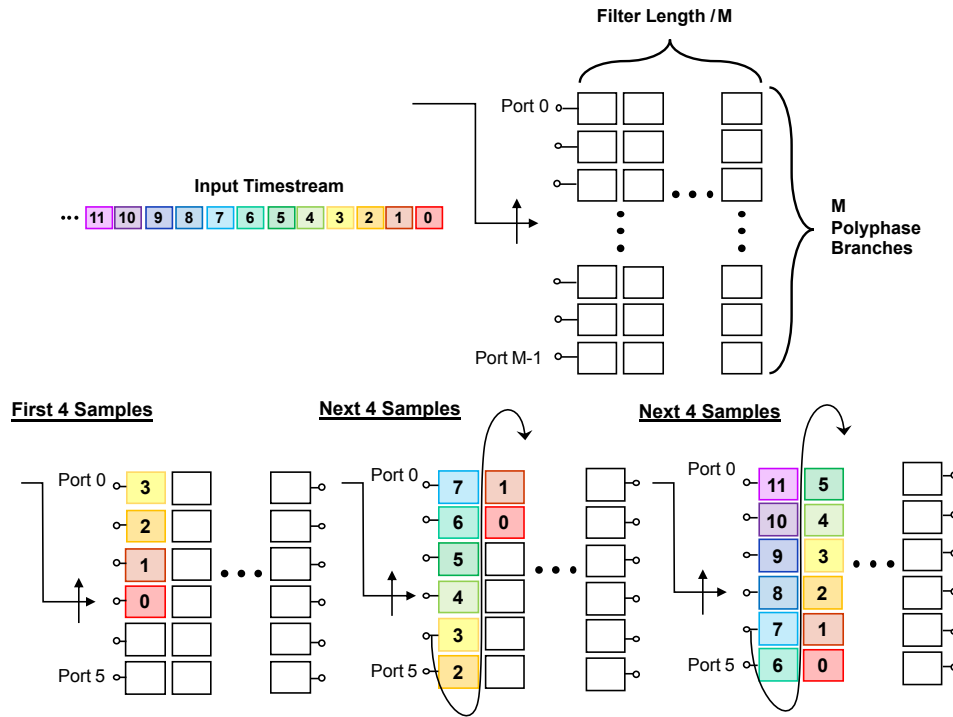 Filter Length / M
Port 0
Input Timestream
... 11 10 9 8 7 6 5 4 3 2 1 0
M
Polyphase
Branches
Port M-1
First 4 Samples
Port 0
3
2
1
0
Port 5
Next 4 Samples
Port 0
7 1
6 0
5
4
3
Port 5 2
Next 4 Samples
Port 0
11 5
10 4
9 3
8 2
7 1
Port 5 6 0